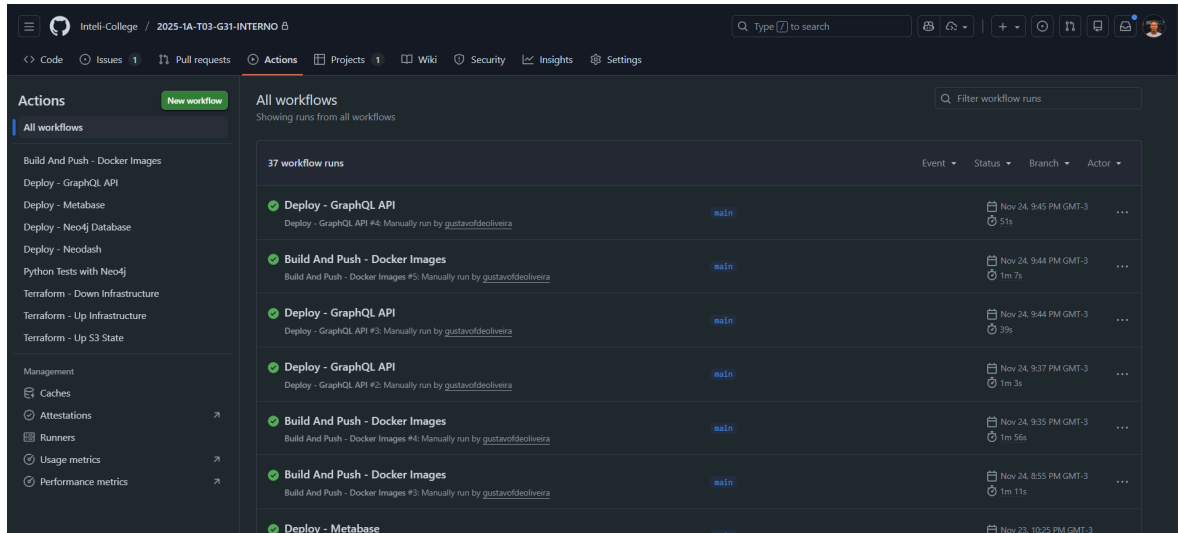 Inteli-College / 2025-1A-T03-G31-INTERNO
Type / to search
Code
Issues 1
Pull requests
Actions
Projects 1
Wiki
Security
Insights
Settings
Actions
New workflow
All workflows
Build And Push - Docker Images
Deploy - GraphQL API
Deploy - Metabase
Deploy - Neo4j Database
Deploy - Neodash
Python Tests with Neo4j
Terraform - Down Infrastructure
Terraform - Up Infrastructure
Terraform - Up S3 State
Management
Caches
Attestations
Runners
Usage metrics
Performance metrics
All workflows
Showing runs from all workflows
Filter workflow runs
37 workflow runs
Event
Status
Branch
Actor
Deploy - GraphQL API
Deploy - GraphQL API #4: Manually run by gustavofdeoliveira
main
Nov 24, 9:45 PM GMT-3
51s
Build And Push - Docker Images
Build And Push - Docker Images #5: Manually run by gustavofdeoliveira
main
Nov 24, 9:44 PM GMT-3
1m 7s
Deploy - GraphQL API
Deploy - GraphQL API #3: Manually run by gustavofdeoliveira
main
Nov 24, 9:44 PM GMT-3
39s
Deploy - GraphQL API
Deploy - GraphQL API #2: Manually run by gustavofdeoliveira
main
Nov 24, 9:37 PM GMT-3
1m 3s
Build And Push - Docker Images
Build And Push - Docker Images #4: Manually run by gustavofdeoliveira
main
Nov 24, 9:35 PM GMT-3
1m 56s
Build And Push - Docker Images
Build And Push - Docker Images #3: Manually run by gustavofdeoliveira
main
Nov 24, 8:55 PM GMT-3
1m 11s
Deploy - Metabase
Nov 23, 10:25 PM GMT-3